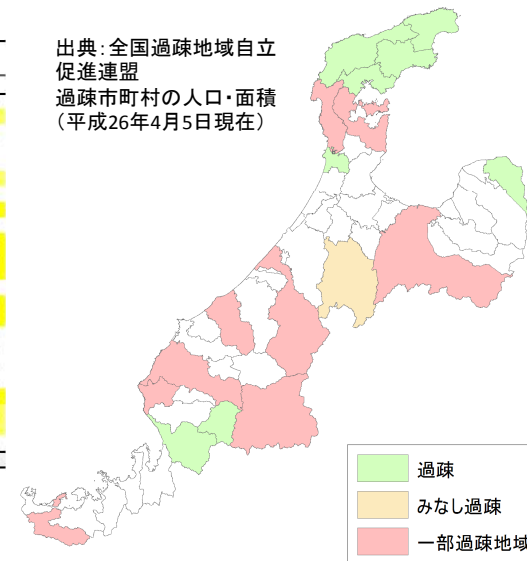 出典：全国過疎地域自立
促進連盟
過疎市町村の人口・面積
（平成26年4月5日現在）
過疎
みなし過疎
一部過疎地域